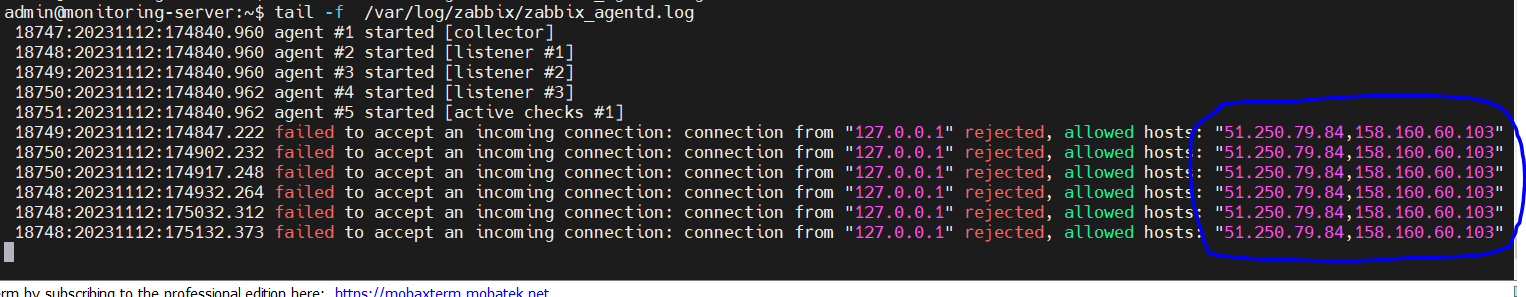 admin@monitoring-server:~$ tail -f  /var/log/zabbix/zabbix_agentd.log
18747:20231112:174840.960 agent #1 started [collector]
18748:20231112:174840.960 agent #2 started [listener #1]
18749:20231112:174840.960 agent #3 started [listener #2]
18750:20231112:174840.962 agent #4 started [listener #3]
18751:20231112:174840.962 agent #5 started [active checks #1]
18749:20231112:174847.222 failed to accept an incoming connection: connection from "127.0.0.1" rejected, allowed hosts: "51.250.79.84,158.160.60.103"
18750:20231112:174902.232 failed to accept an incoming connection: connection from "127.0.0.1" rejected, allowed hosts: "51.250.79.84,158.160.60.103"
18750:20231112:174917.248 failed to accept an incoming connection: connection from "127.0.0.1" rejected, allowed hosts: "51.250.79.84,158.160.60.103"
18748:20231112:174932.264 failed to accept an incoming connection: connection from "127.0.0.1" rejected, allowed hosts: "51.250.79.84,158.160.60.103"
18748:20231112:175032.312 failed to accept an incoming connection: connection from "127.0.0.1" rejected, allowed hosts: "51.250.79.84,158.160.60.103"
18748:20231112:175132.373 failed to accept an incoming connection: connection from "127.0.0.1" rejected, allowed hosts: "51.250.79.84,158.160.60.103"
erm by subscribing to the professional edition here: https://mobaxterm.mobatek.net